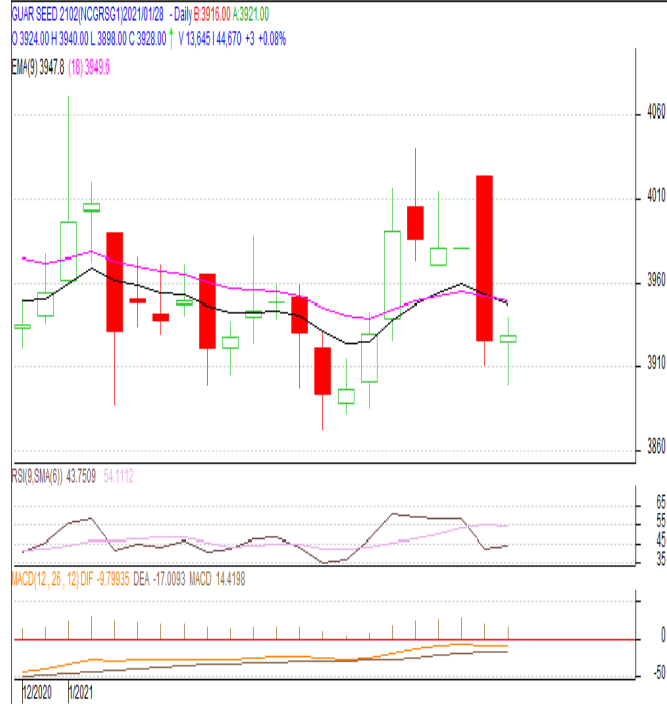 GUAR SEED 2102(NCGRSG1)2021/01/28 - Daily B:3916.00 A:3921.00
O 3924.00 H 3940.00 L 3898.00 C 3928.00 V 13,645 I 44,670 +3 +0.08%
EMA(9) 3947.8 (18) 3949.6
4060
4010
3960
3910
3860
RSI(9,SMA(6)) 43.7509 54.1112
65
55
45
35
MACD(12 , 26 , 12) DIF -9.79935 DEA -17.0093 MACD 14.4198
0
-50
12/2020 1/2021